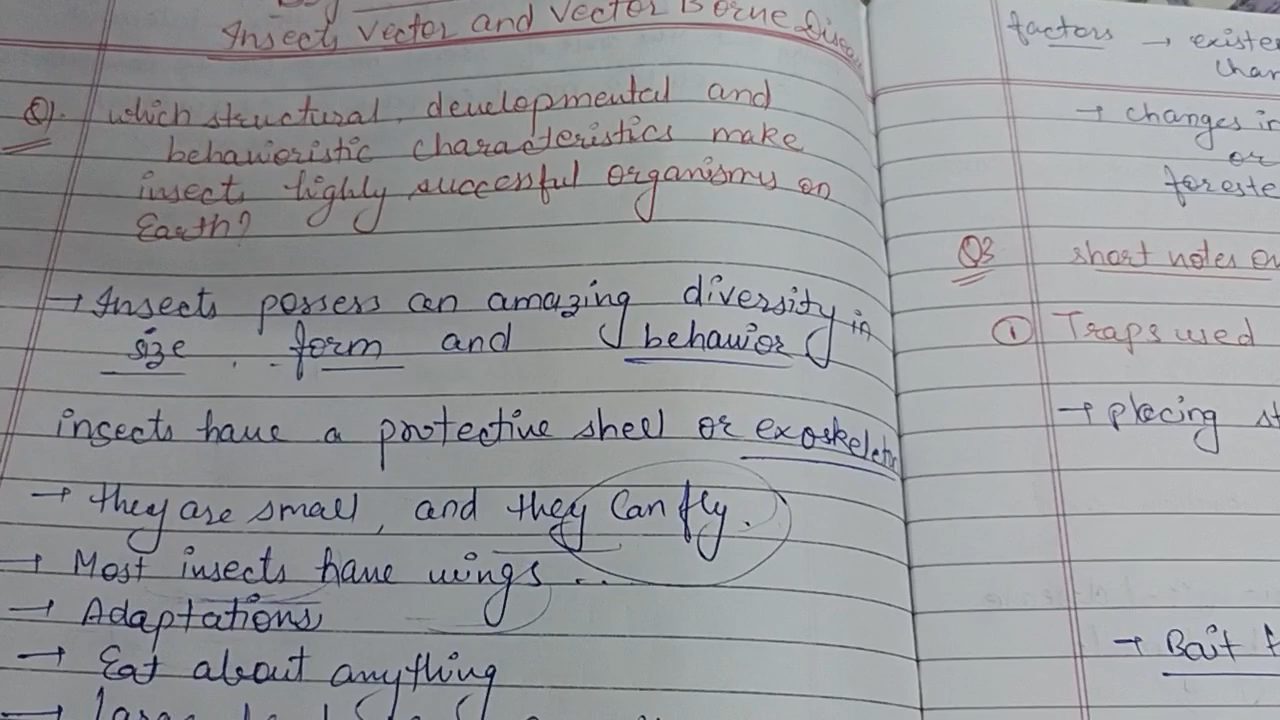 Insects Vector and Vector Borne
Q. which structural, developmental and
behavioristic characteristics make
insects highly successful organisms on
Earth?
→ Insects possess an amazing diversity in
size, form and behavior
insects have a protective shell or exoskeleton
→ they are small, and they can fly.
→ Most insects have wings ..
→ Adaptations
→ Eat about anything
factors → existe
chan
→ changes in
or
foreste
Q3 short notes on
① Traps used
→ placing st
→ Bait t